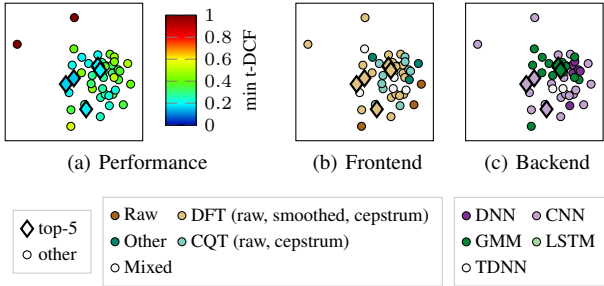 1
0.8
0.6
0.4
0.2
0
min t-DCF
(a) Performance
(b) Frontend
(c) Backend
top-5
other
Raw
DFT (raw, smoothed, cepstrum)
Other
CQT (raw, cepstrum)
Mixed
DNN
CNN
GMM
LSTM
TDNN